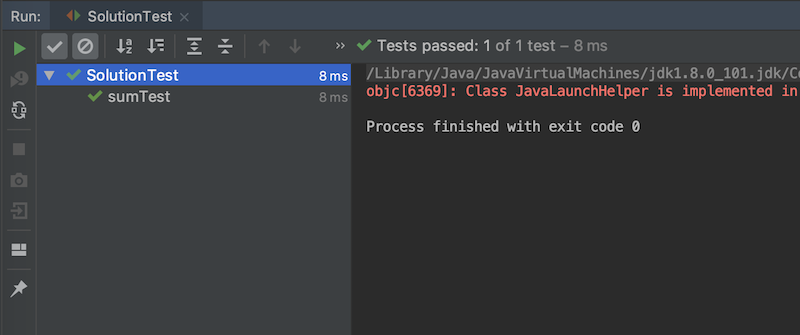 Run: SolutionTest
Tests passed: 1 of 1 test – 8 ms
SolutionTest 8 ms
sumTest 8 ms
/Library/Java/JavaVirtualMachines/jdk1.8.0_101.jdk/Co
objc[6369]: Class JavaLaunchHelper is implemented in
Process finished with exit code 0